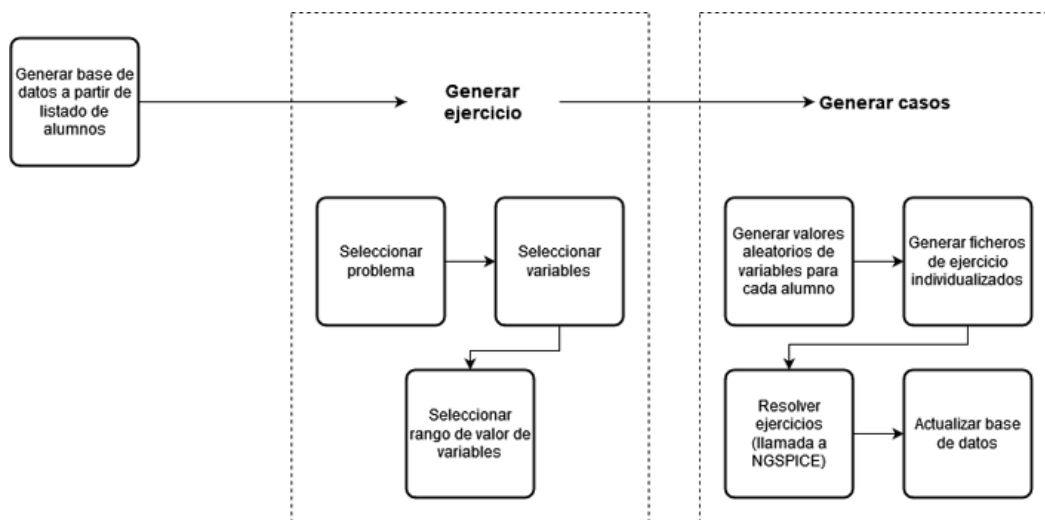 Generar base de
datos a partir de
listado de
alumnos
Generar
ejercicio
Generar casos
Seleccionar
problema
Seleccionar
variables
Seleccionar
rango de valor de
variables
Generar valores
aleatorios de
variables para
cada alumno
Generar ficheros
de ejercicio
individualizados
Resolver
ejercicios
(llamada a
NGSPICE)
Actualizar base
de datos